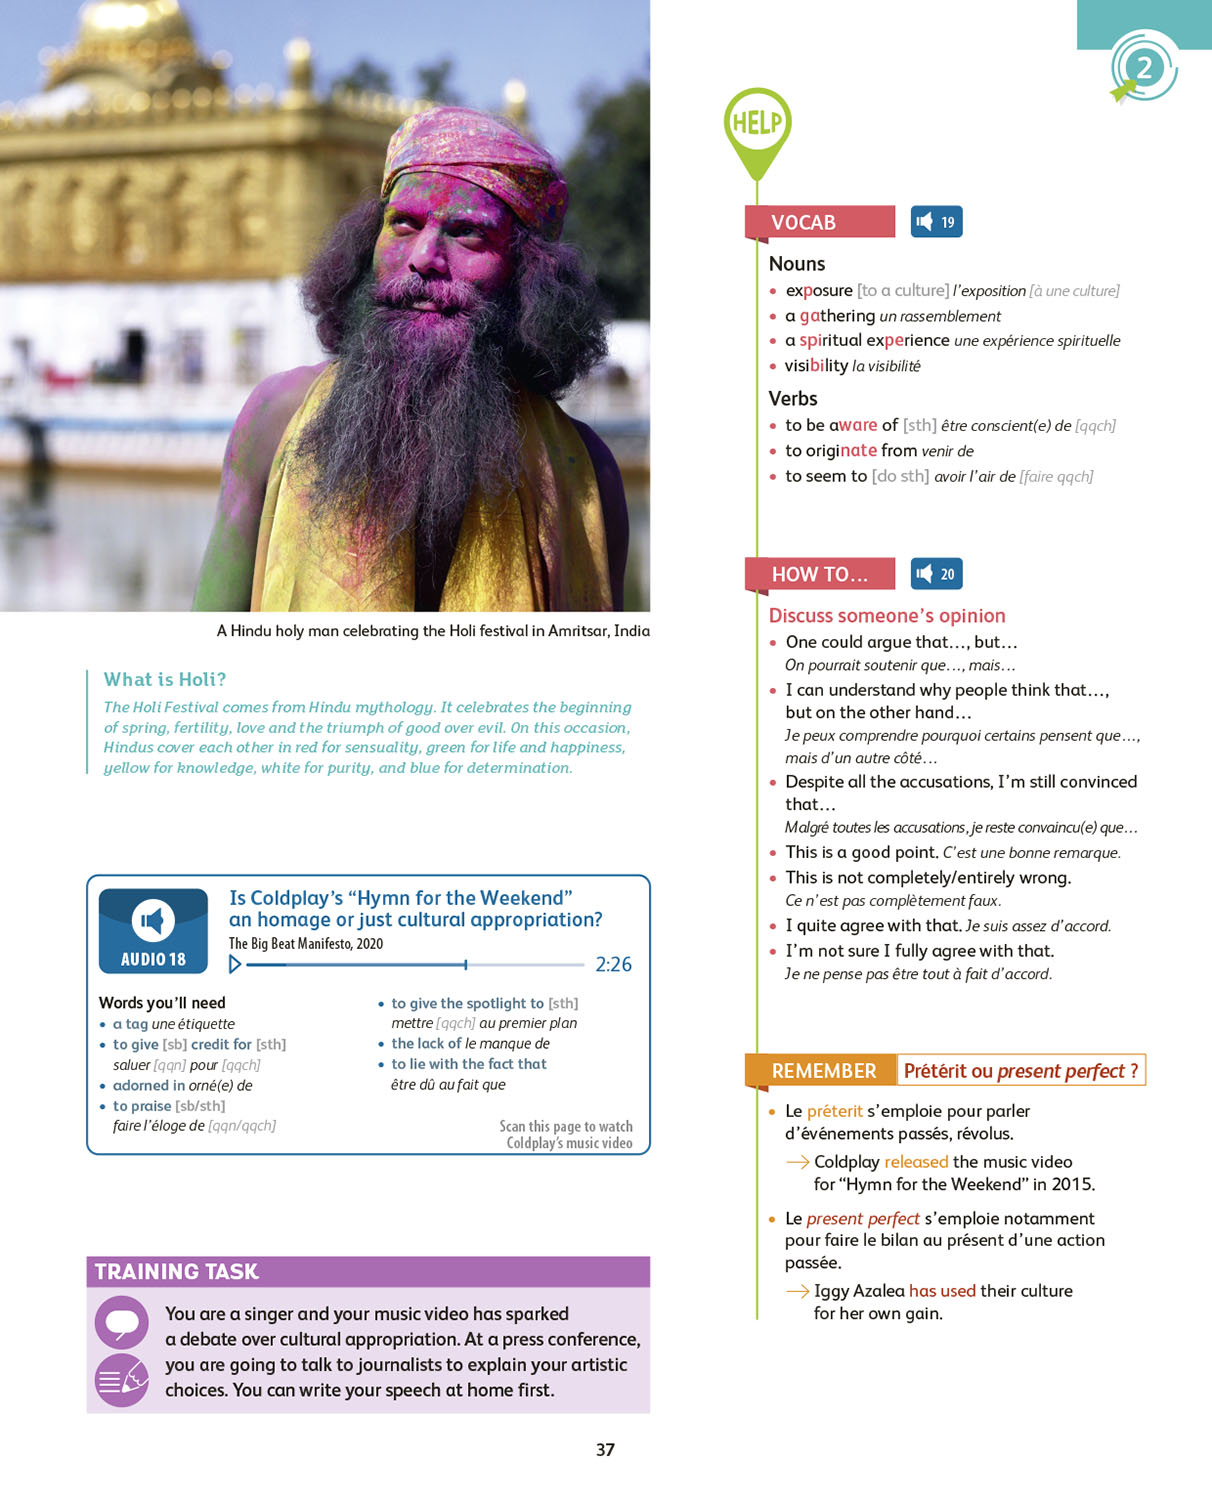 2
A Hindu holy man celebrating the Holi festival in Amritsar, India
What is Holi?
The Holi Festival comes from Hindu mythology. It celebrates the beginning
of spring, fertility, love and the triumph of good over evil. On this occasion,
Hindus cover each other in red for sensuality, green for life and happiness,
yellow for knowledge, white for purity, and blue for determination.
AUDIO 18
Is Coldplay's “Hymn for the Weekend”
an homage or just cultural appropriation?
The Big Beat Manifesto, 2020
2:26
Words you'll need
• a tag une étiquette
• to give [sb] credit for [sth]
saluer [qqn] pour [qqch]
• adorned in orné(e) de
• to praise [sb/sth]
faire l'éloge de [qqn/qqch]
• to give the spotlight to [sth]
mettre [qqch] au premier plan
• the lack of le manque de
• to lie with the fact that
être dû au fait que
Scan this page to watch
Coldplay's music video
TRAINING TASK
You are a singer and your music video has sparked
a debate over cultural appropriation. At a press conference,
you are going to talk to journalists to explain your artistic
choices. You can write your speech at home first.
HELP
VOCAB 19
Nouns
• exposure [to a culture] l'exposition [à une culture]
• a gathering un rassemblement
• a spiritual experience une expérience spirituelle
• visibility la visibilité
Verbs
• to be aware of [sth] être conscient(e) de [qqch]
• to originate from venir de
• to seem to [do sth] avoir l'air de [faire qqch]
HOW TO... 20
Discuss someone's opinion
• One could argue that..., but...
On pourrait soutenir que..., mais...
• I can understand why people think that...,
but on the other hand...
Je peux comprendre pourquoi certains pensent que...,
mais d'un autre côté...
• Despite all the accusations, I'm still convinced
that...
Malgré toutes les accusations, je reste convaincu(e) que...
• This is a good point. C'est une bonne remarque.
• This is not completely/entirely wrong.
Ce n'est pas complètement faux.
• I quite agree with that. Je suis assez d'accord.
• I'm not sure I fully agree with that.
Je ne pense pas être tout à fait d'accord.
REMEMBER Prétérit ou present perfect ?
• Le préterit s'emploie pour parler
d'événements passés, révolus.
→ Coldplay released the music video
for “Hymn for the Weekend” in 2015.
• Le present perfect s'emploie notamment
pour faire le bilan au présent d'une action
passée.
→ Iggy Azalea has used their culture
for her own gain.
37